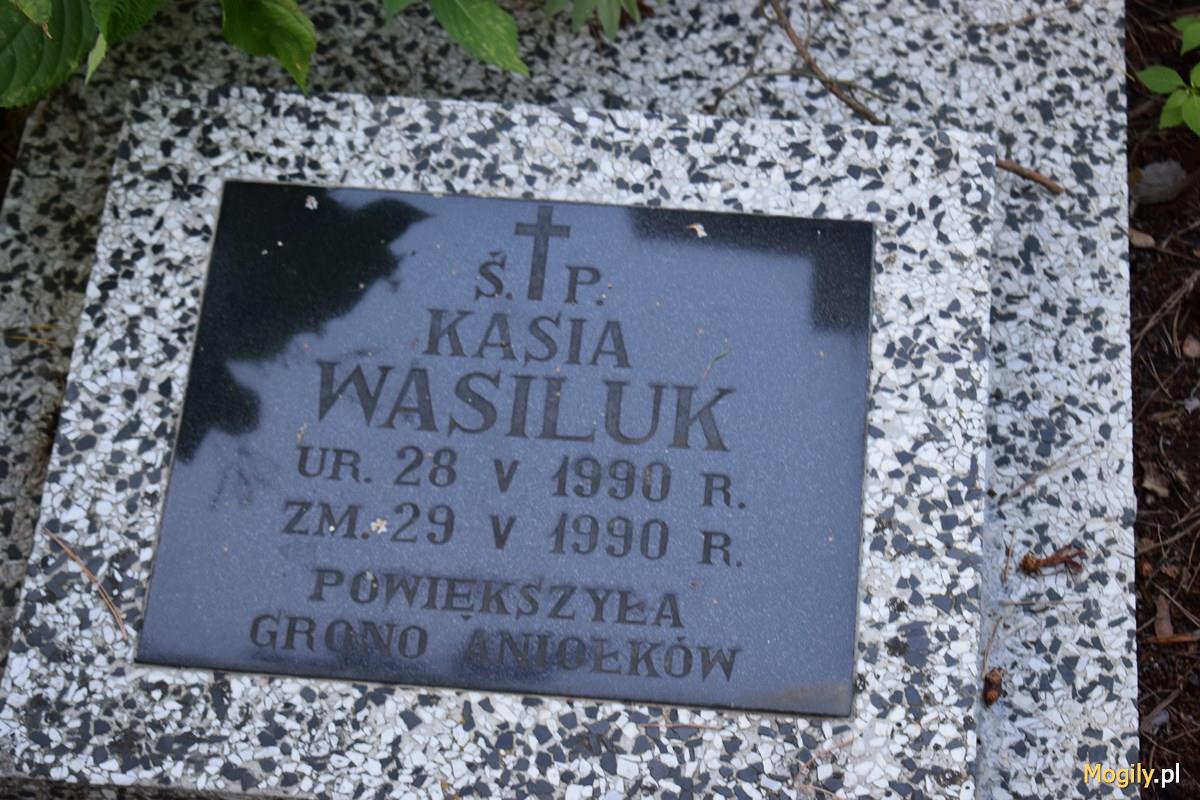 Ś. P.
KASIA
WASILUK
UR. 28 V 1990 R.
ZM. 29 V 1990 R.
POWIĘKSZYŁA
GRONO ANIOŁKÓW
Mogily.pl